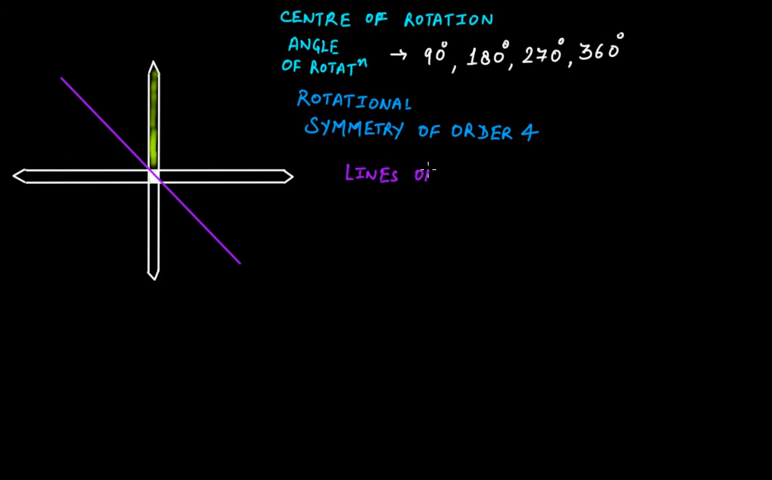 CENTRE OF ROTATION
ANGLE
OF ROTATⁿ → 90°, 180°, 270°, 360°
ROTATIONAL
SYMMETRY OF ORDER 4
LINES